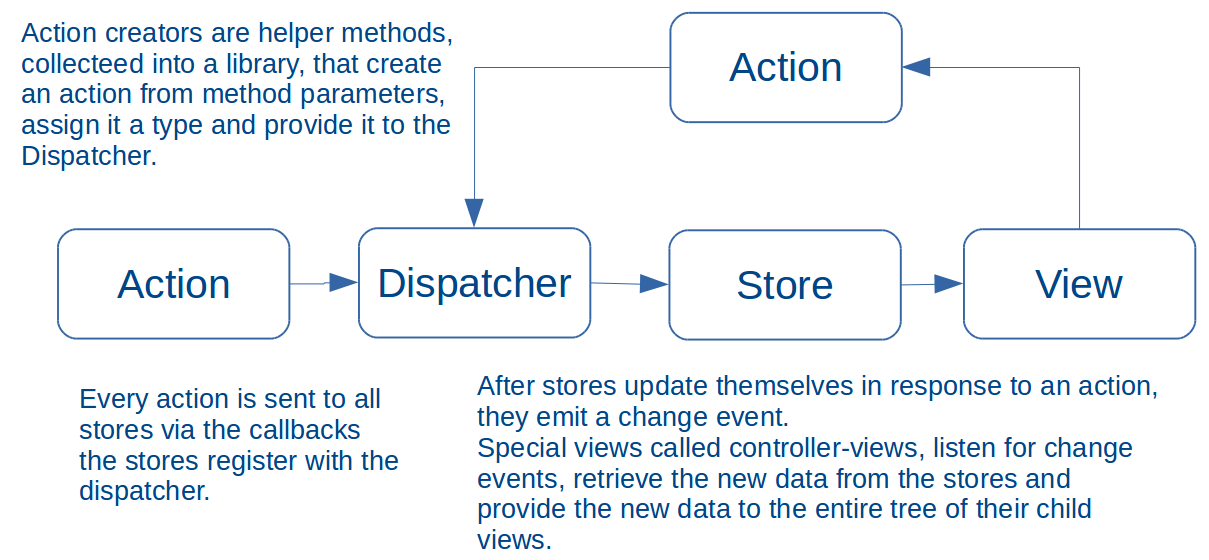 Action creators are helper methods,
collecteed into a library, that create
an action from method parameters,
assign it a type and provide it to the
Dispatcher.
Action
Action
Dispatcher
Store
View
Every action is sent to all
stores via the callbacks
the stores register with the
dispatcher.
After stores update themselves in response to an action,
they emit a change event.
Special views called controller-views, listen for change
events, retrieve the new data from the stores and
provide the new data to the entire tree of their child
views.